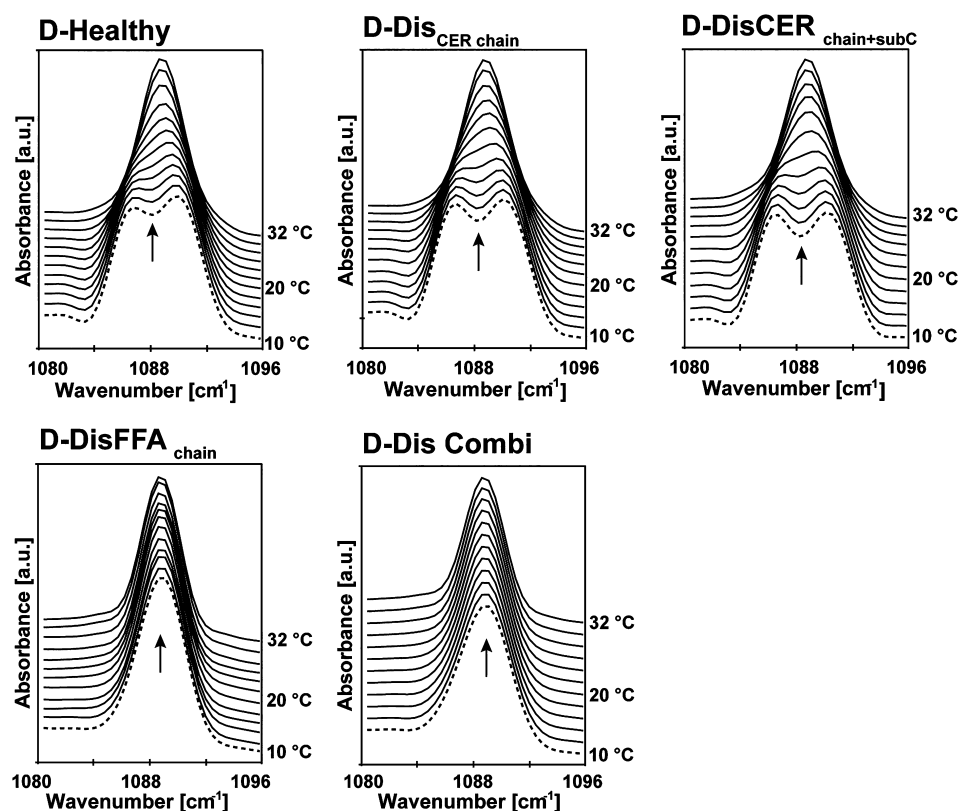 D-Healthy
D-Dis CER chain
D-DisCER chain+subC
Absorbance [a.u.]
32 °C
20 °C
10 °C
1080 1088 1096
Wavenumber [cm-1]
Absorbance [a.u.]
32 °C
20 °C
10 °C
1080 1088 1096
Wavenumber [cm-1]
Absorbance [a.u.]
32 °C
20 °C
10 °C
1080 1088 1096
Wavenumber [cm-1]
D-DisFFA chain
D-Dis Combi
Absorbance [a.u.]
32 °C
20 °C
10 °C
1080 1088 1096
Wavenumber [cm-1]
Absorbance [a.u.]
32 °C
20 °C
10 °C
1080 1088 1096
Wavenumber [cm-1]